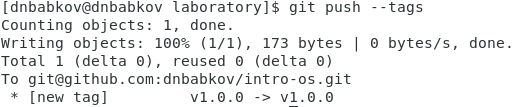 [dnbabkov@dnbabkov laboratory]$ git push --tags
Counting objects: 1, done.
Writing objects: 100% (1/1), 173 bytes | 0 bytes/s, done.
Total 1 (delta 0), reused 0 (delta 0)
To git@github.com:dnbabkov/intro-os.git
 * [new tag]         v1.0.0 -> v1.0.0